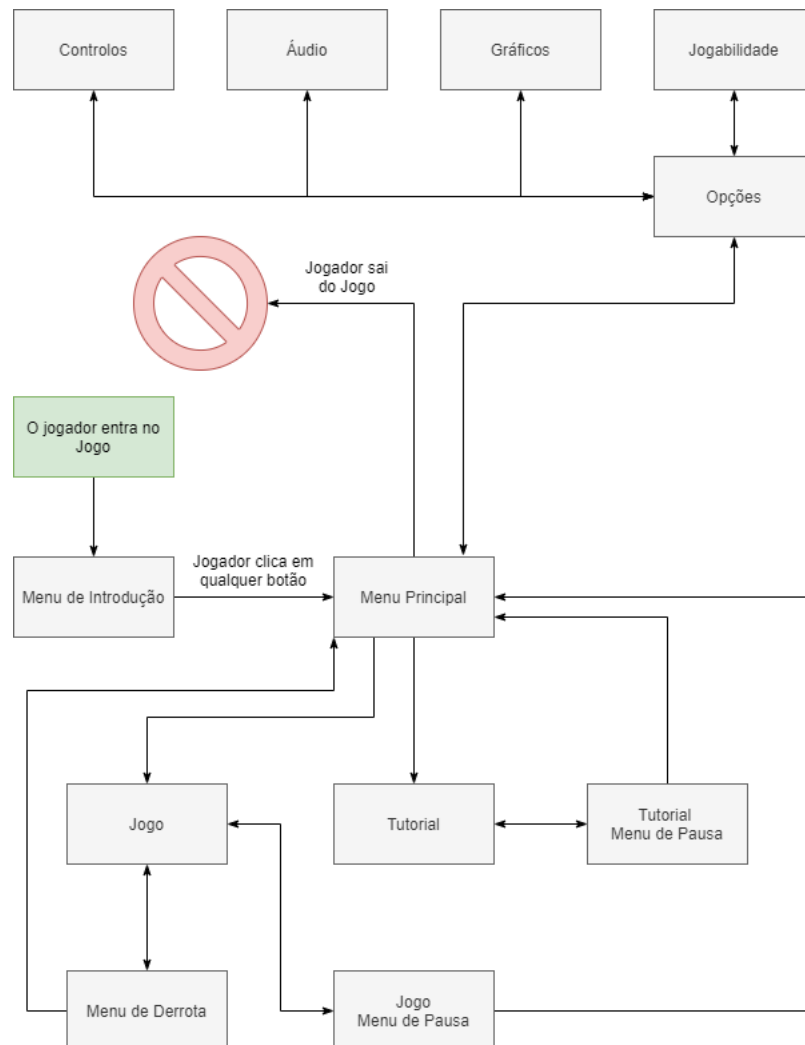 Controlos
Áudio
Gráficos
Jogabilidade
Opções
Jogador sai
do Jogo
O jogador entra no
Jogo
Menu de Introdução
Jogador clica em
qualquer botão
Menu Principal
Jogo
Tutorial
Tutorial
Menu de Pausa
Menu de Derrota
Jogo
Menu de Pausa